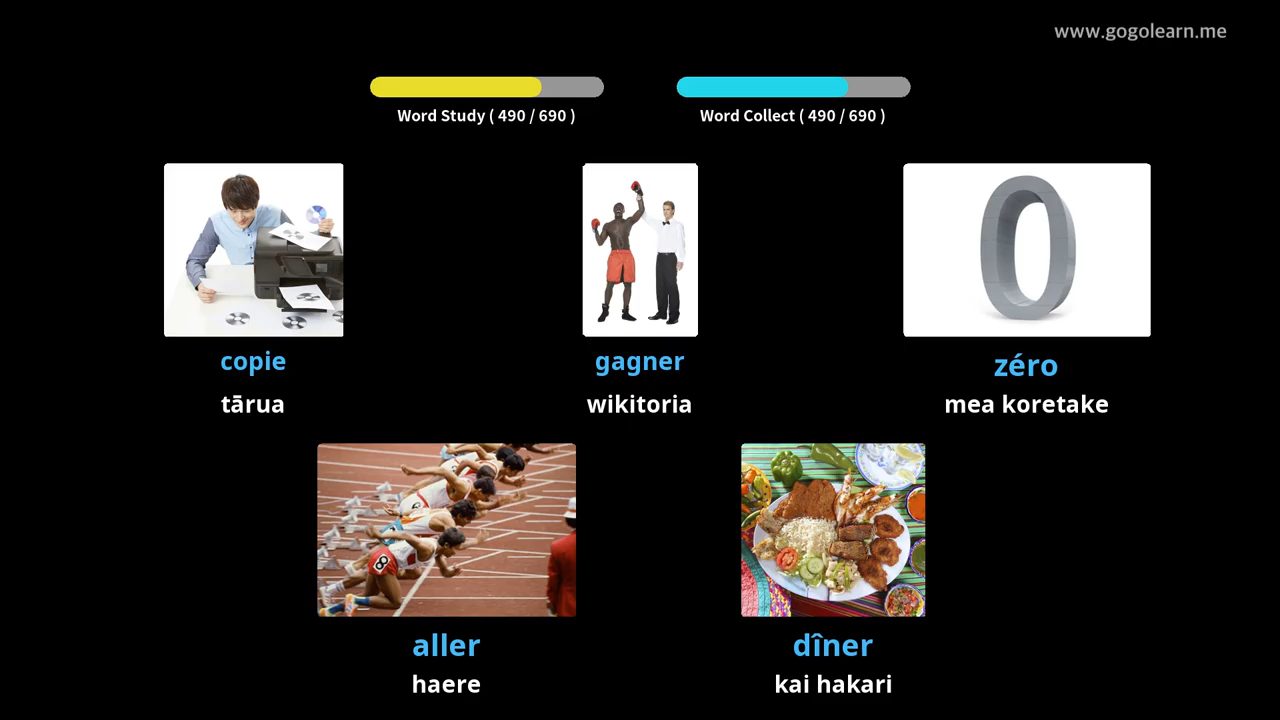 www.gogolearn.me
Word Study ( 490 / 690 )
Word Collect ( 490 / 690 )
copie
tārua
gagner
wikitoria
zéro
mea koretake
8
aller
haere
dîner
kai hakari